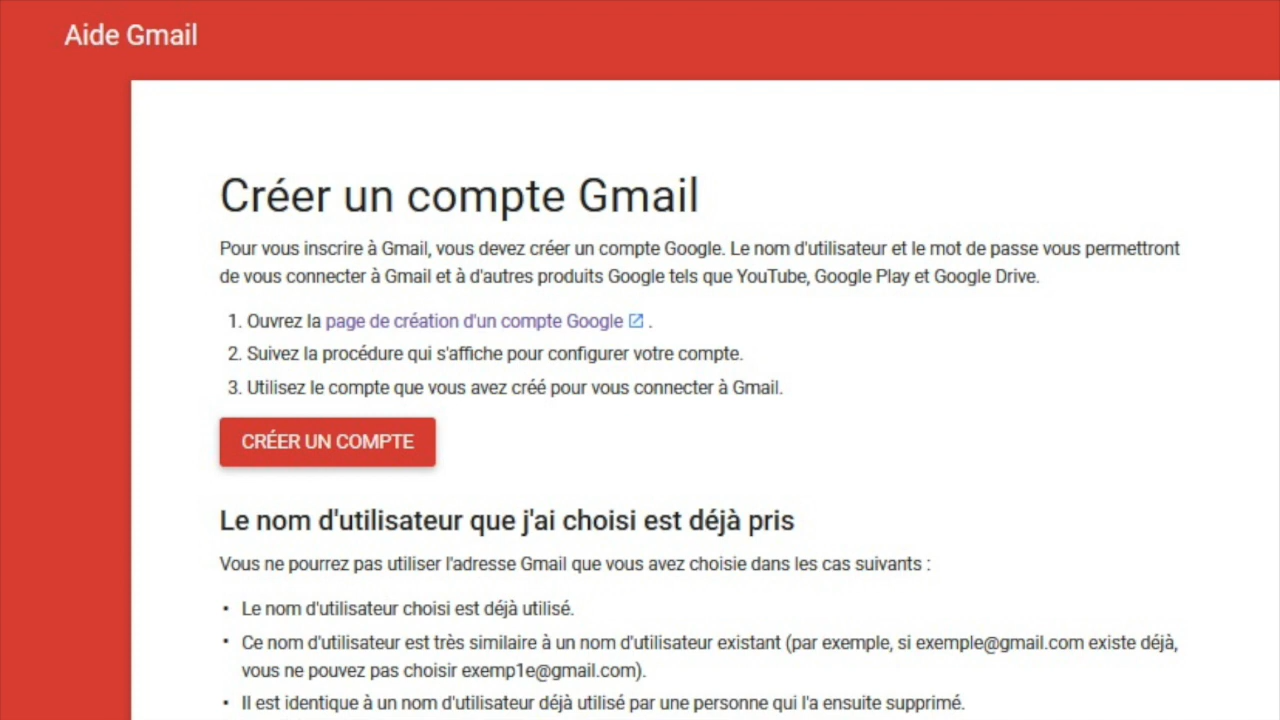 Aide Gmail
Créer un compte Gmail
Pour vous inscrire à Gmail, vous devez créer un compte Google. Le nom d'utilisateur et le mot de passe vous permettront
de vous connecter à Gmail et à d'autres produits Google tels que YouTube, Google Play et Google Drive.
1. Ouvrez la page de création d'un compte Google .
2. Suivez la procédure qui s'affiche pour configurer votre compte.
3. Utilisez le compte que vous avez créé pour vous connecter à Gmail.
CRÉER UN COMPTE
Le nom d'utilisateur que j'ai choisi est déjà pris
Vous ne pourrez pas utiliser l'adresse Gmail que vous avez choisie dans les cas suivants :
• Le nom d'utilisateur choisi est déjà utilisé.
• Ce nom d'utilisateur est très similaire à un nom d'utilisateur existant (par exemple, si exemple@gmail.com existe déjà,
vous ne pouvez pas choisir exemp1e@gmail.com).
• Il est identique à un nom d'utilisateur déjà utilisé par une personne qui l'a ensuite supprimé.